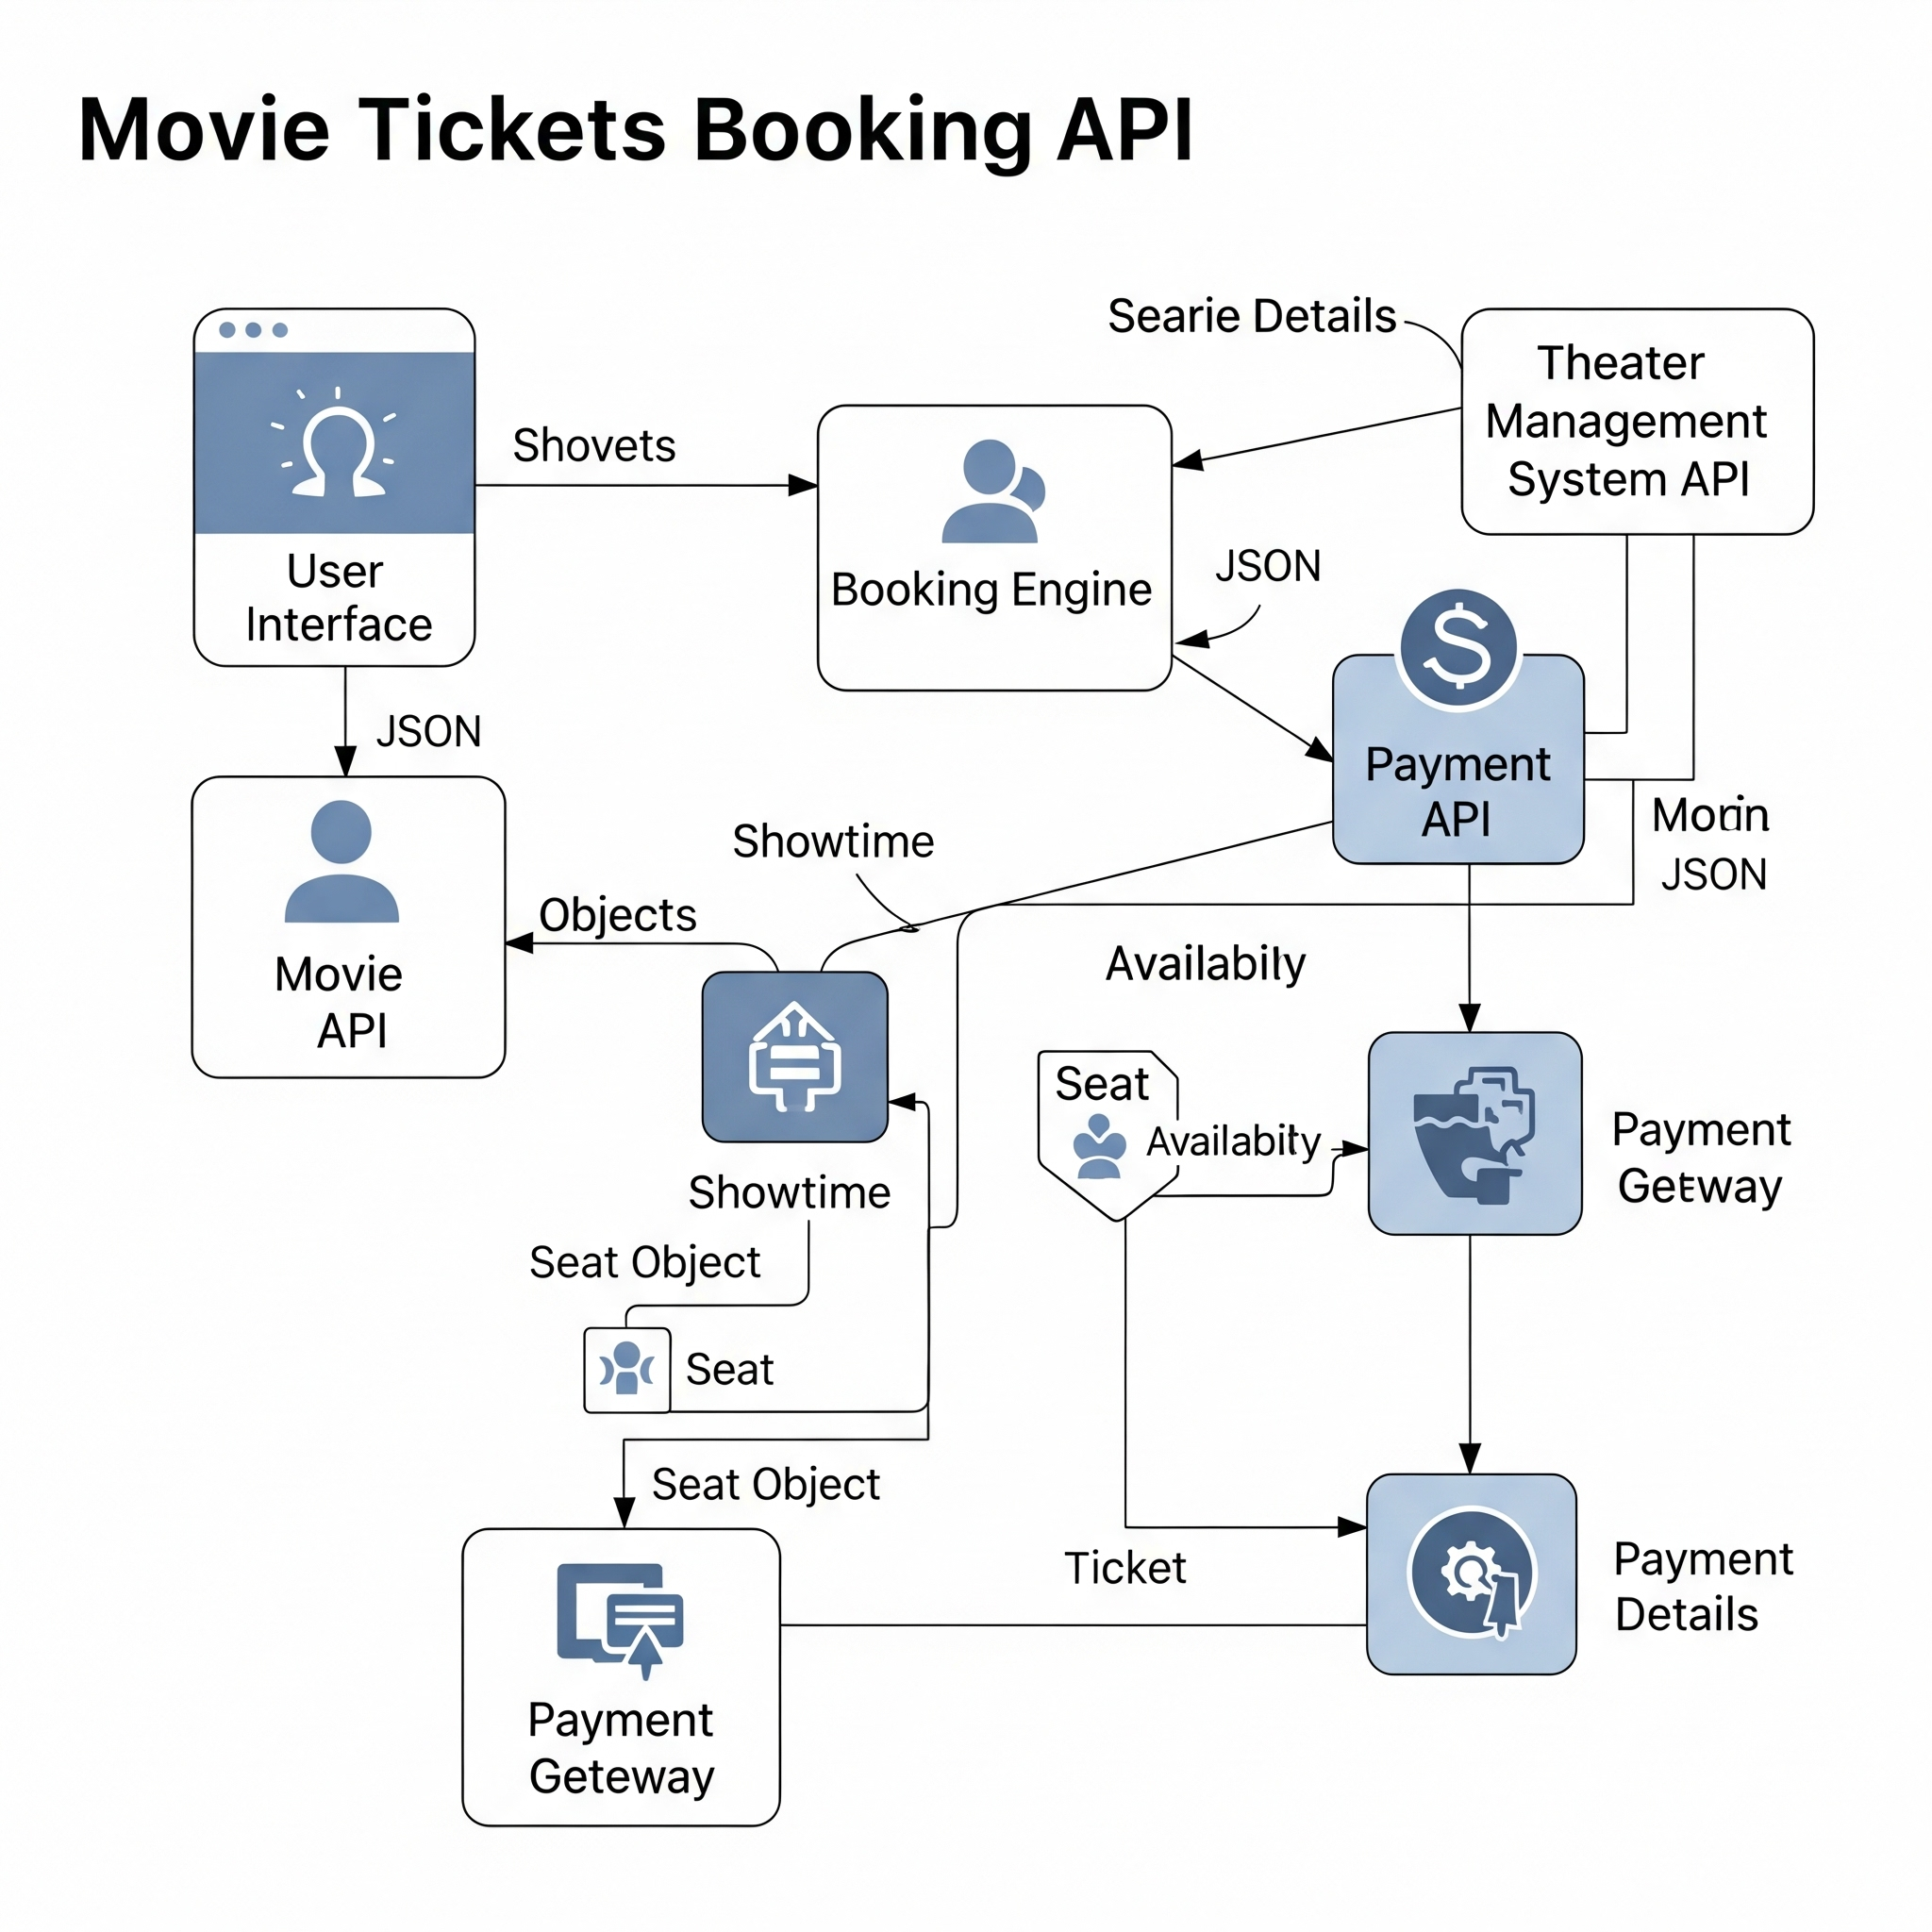 Movie Tickets Booking API
Searie Details
Theater
Management
System API
Shovets
User
Interface
Booking Engine
JSON
JSON
Payment
API
JSON
Showtime
Objects
Movie
API
Availabily
Seat
Availabity
Payment
Getway
Showtime
Seat Object
Seat
Seat Object
Ticket
Payment
Details
Payment
Geteway